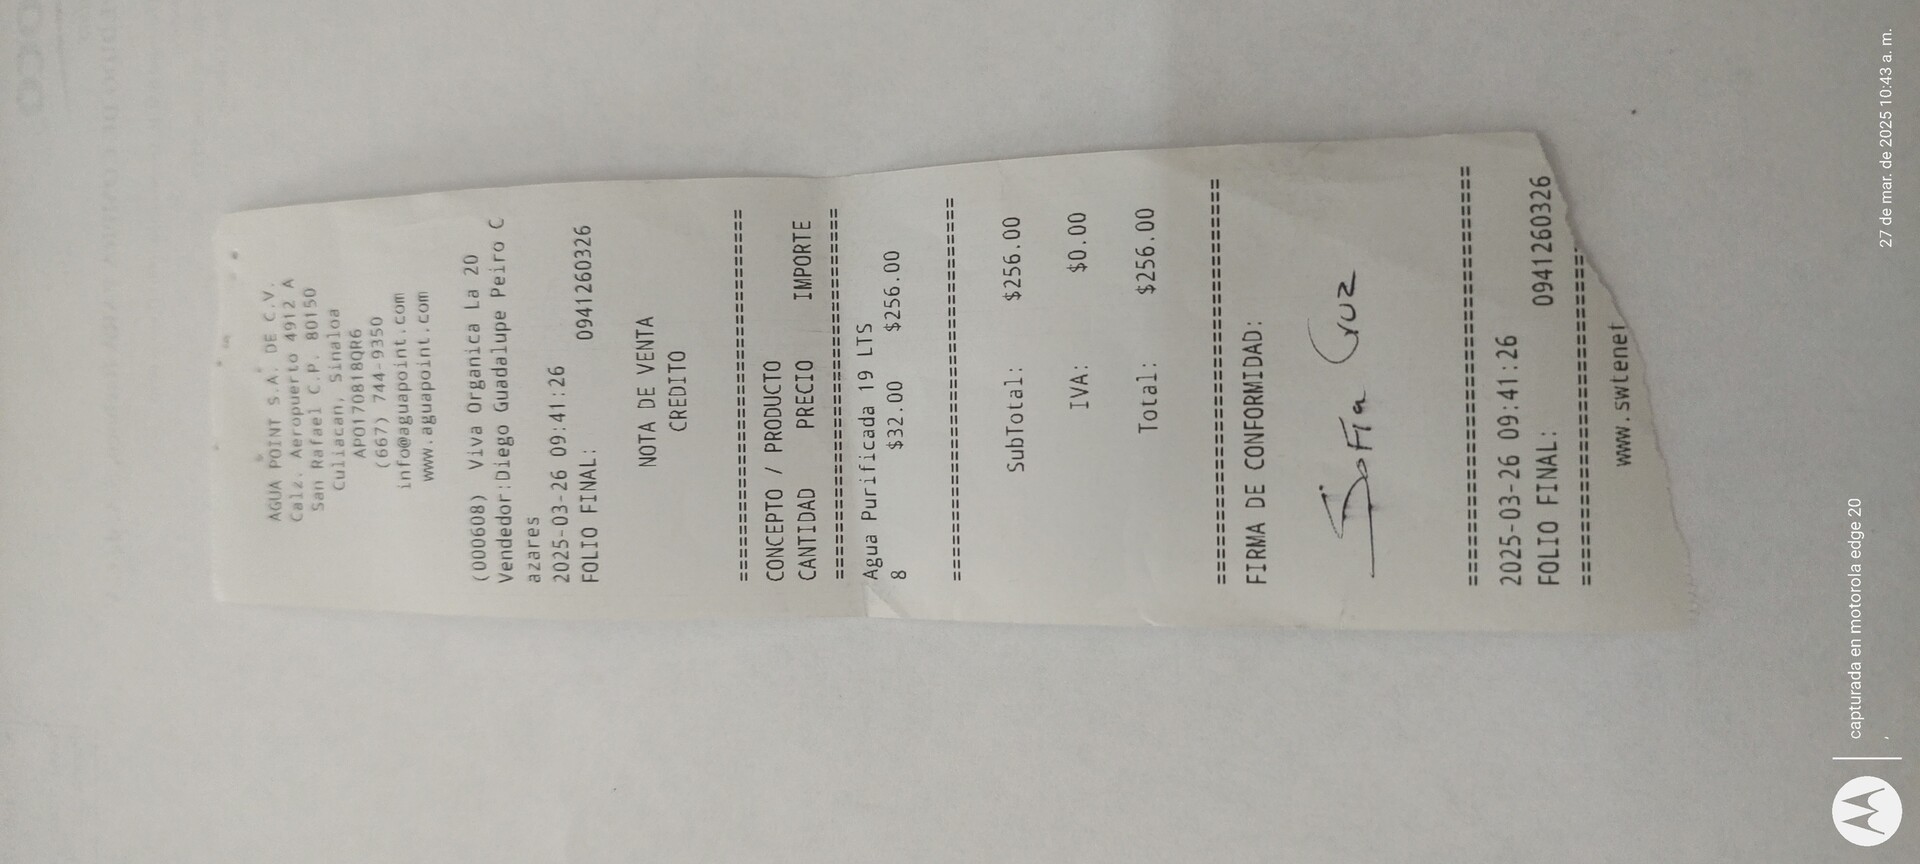 AGUA POINT S.A. DE C.V.
Calz. Aeropuerto 4912 A
San Rafael C.P. 80150
Culiacan, Sinaloa
APO170818QR6
(667) 744-9350
info@aguapoint.com
www.aguapoint.com
(000608) Viva Organica La 20
Vendedor:Diego Guadalupe Peiro C
azares
2025-03-26 09:41:26
FOLIO FINAL: 0941260326
NOTA DE VENTA
CREDITO
================================
CONCEPTO / PRODUCTO
CANTIDAD PRECIO IMPORTE
================================
Agua Purificada 19 LTS
8 $32.00 $256.00
================================
SubTotal: $256.00
IVA: $0.00
Total: $256.00
================================
FIRMA DE CONFORMIDAD:
Sofia Cruz
================================
2025-03-26 09:41:26
FOLIO FINAL: 0941260326
================================
www.swtenet
capturada en motorola edge 20
27 de mar. de 2025 10:43 a. m.